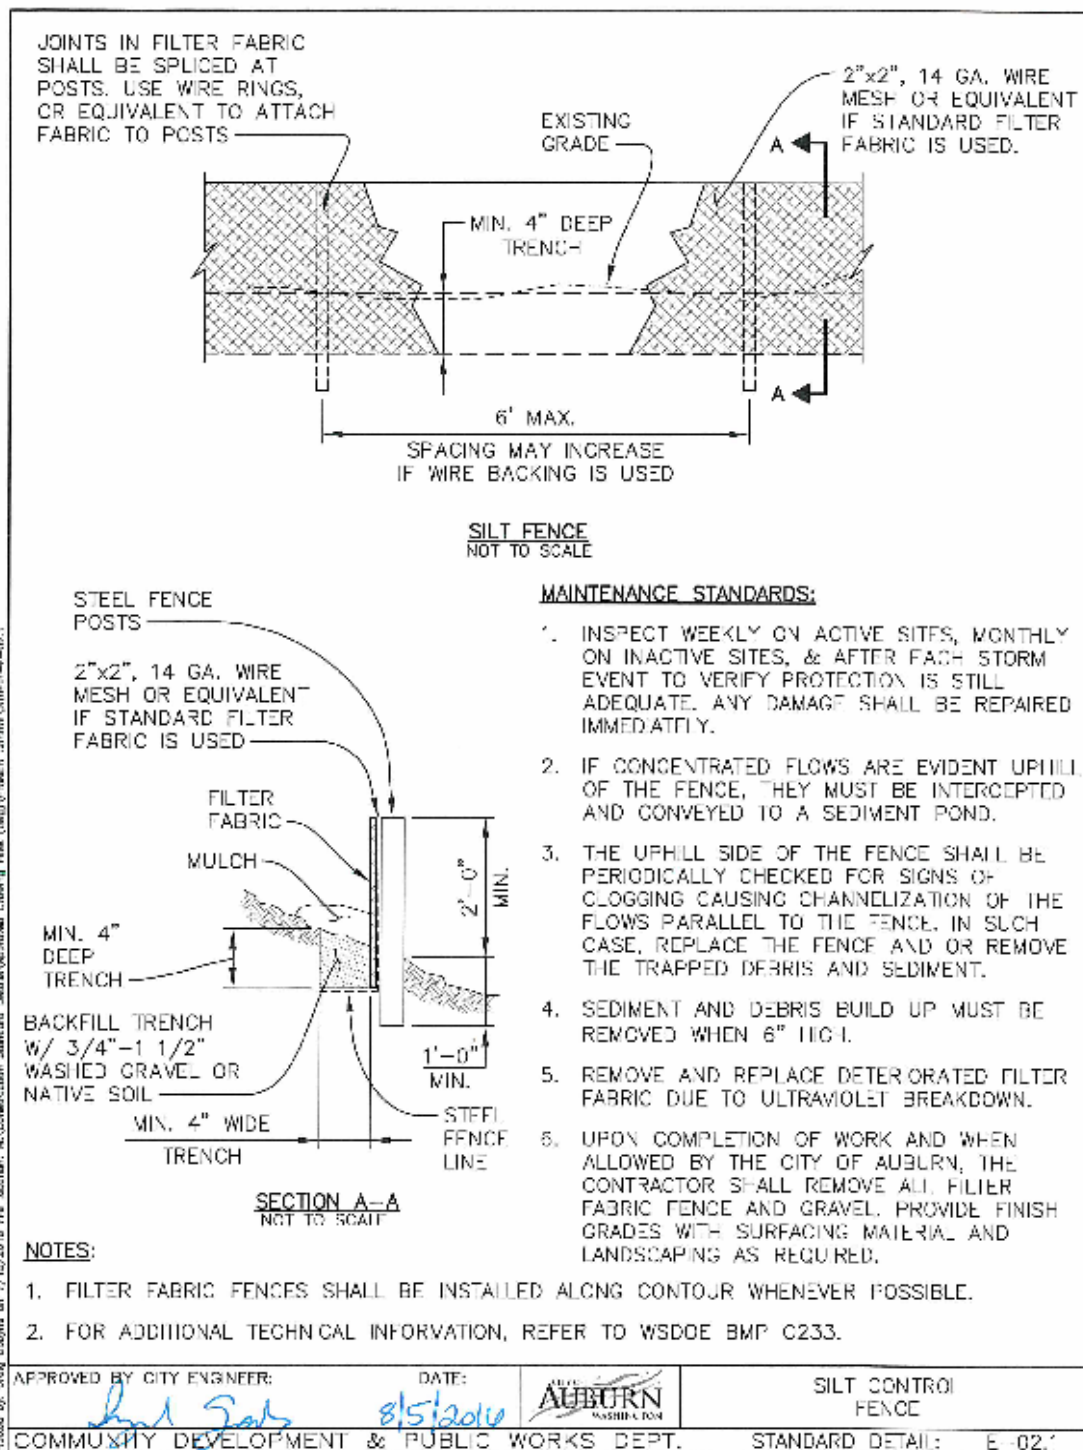 JOINTS IN FILTER FABRIC
SHALL BE SPLICED AT
POSTS. USE WIRE RINGS,
OR EQUIVALENT TO ATTACH
FABRIC TO POSTS
2"x2", 14 GA. WIRE
MESH OR EQUIVALENT
IF STANDARD FILTER
FABRIC IS USED.
EXISTING
GRADE
A
MIN. 4" DEEP
TRENCH
A
6' MAX.
SPACING MAY INCREASE
IF WIRE BACKING IS USED
SILT FENCE
NOT TO SCALE
STEEL FENCE
POSTS
2"x2", 14 GA. WIRE
MESH OR EQUIVALENT
IF STANDARD FILTER
FABRIC IS USED
FILTER
FABRIC
MULCH
2'-0"
MIN.
MIN. 4"
DEEP
TRENCH
BACKFILL TRENCH
W/ 3/4"-1 1/2"
WASHED GRAVEL OR
NATIVE SOIL
1'-0"
MIN.
MIN. 4" WIDE
TRENCH
STEEL
FENCE
LINE
SECTION A-A
NOT TO SCALE
MAINTENANCE STANDARDS:
1. INSPECT WEEKLY ON ACTIVE SITES, MONTHLY
ON INACTIVE SITES, & AFTER EACH STORM
EVENT TO VERIFY PROTECTION IS STILL
ADEQUATE. ANY DAMAGE SHALL BE REPAIRED
IMMEDIATELY.
2. IF CONCENTRATED FLOWS ARE EVIDENT UPHILL
OF THE FENCE, THEY MUST BE INTERCEPTED
AND CONVEYED TO A SEDIMENT POND.
3. THE UPHILL SIDE OF THE FENCE SHALL BE
PERIODICALLY CHECKED FOR SIGNS OF
CLOGGING CAUSING CHANNELIZATION OF THE
FLOWS PARALLEL TO THE FENCE. IN SUCH
CASE, REPLACE THE FENCE AND OR REMOVE
THE TRAPPED DEBRIS AND SEDIMENT.
4. SEDIMENT AND DEBRIS BUILD UP MUST BE
REMOVED WHEN 6" HIGH.
5. REMOVE AND REPLACE DETERIORATED FILTER
FABRIC DUE TO ULTRAVIOLET BREAKDOWN.
6. UPON COMPLETION OF WORK AND WHEN
ALLOWED BY THE CITY OF AUBURN, THE
CONTRACTOR SHALL REMOVE ALL FILTER
FABRIC FENCE AND GRAVEL. PROVIDE FINISH
GRADES WITH SURFACING MATERIAL AND
LANDSCAPING AS REQUIRED.
NOTES:
1. FILTER FABRIC FENCES SHALL BE INSTALLED ALONG CONTOUR WHENEVER POSSIBLE.
2. FOR ADDITIONAL TECHNICAL INFORMATION, REFER TO WSDOE BMP C233.
APPROVED BY CITY ENGINEER:
DATE:
8/5/2016
CITY OF
AUBURN
WASHINGTON
SILT CONTROL
FENCE
COMMUNITY DEVELOPMENT & PUBLIC WORKS DEPT.
STANDARD DETAIL: E-02.1